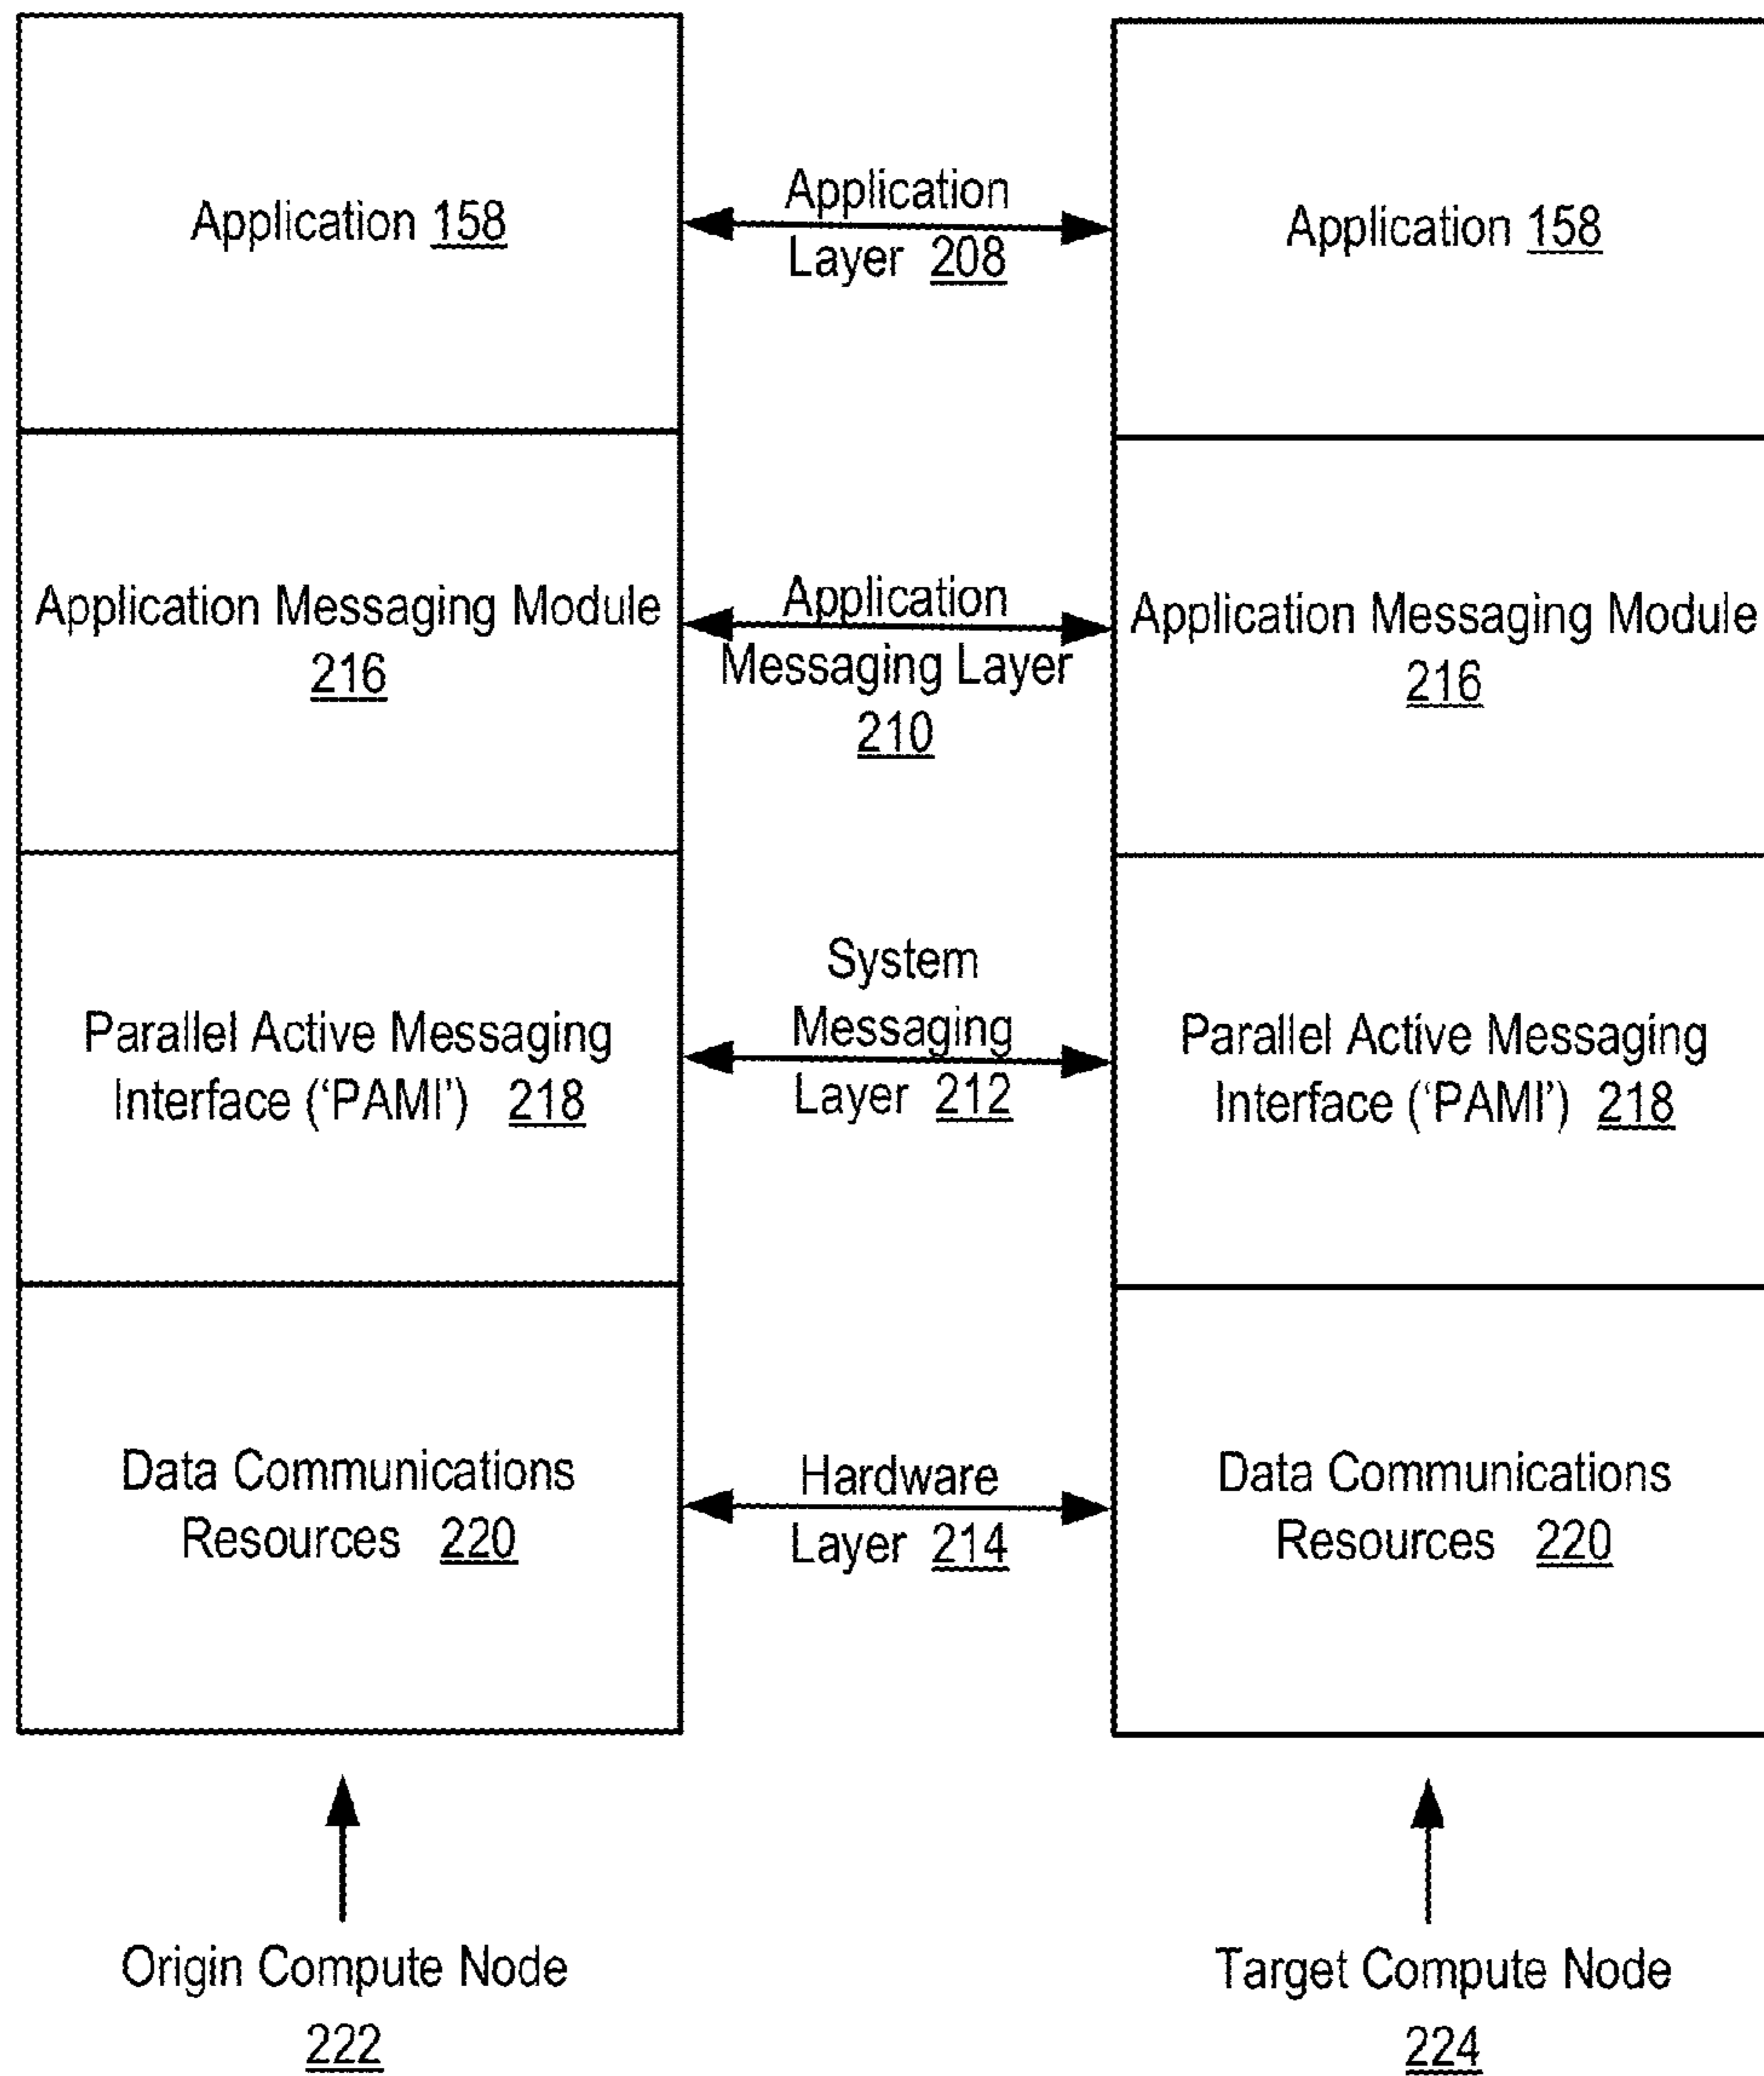 Application 158
Application
Layer 208
Application 158
Application Messaging Module
216
Application
Messaging Layer
210
Application Messaging Module
216
Parallel Active Messaging
Interface (‘PAMI’) 218
System
Messaging
Layer 212
Parallel Active Messaging
Interface (‘PAMI’) 218
Data Communications
Resources 220
Hardware
Layer 214
Data Communications
Resources 220
Origin Compute Node
222
Target Compute Node
224